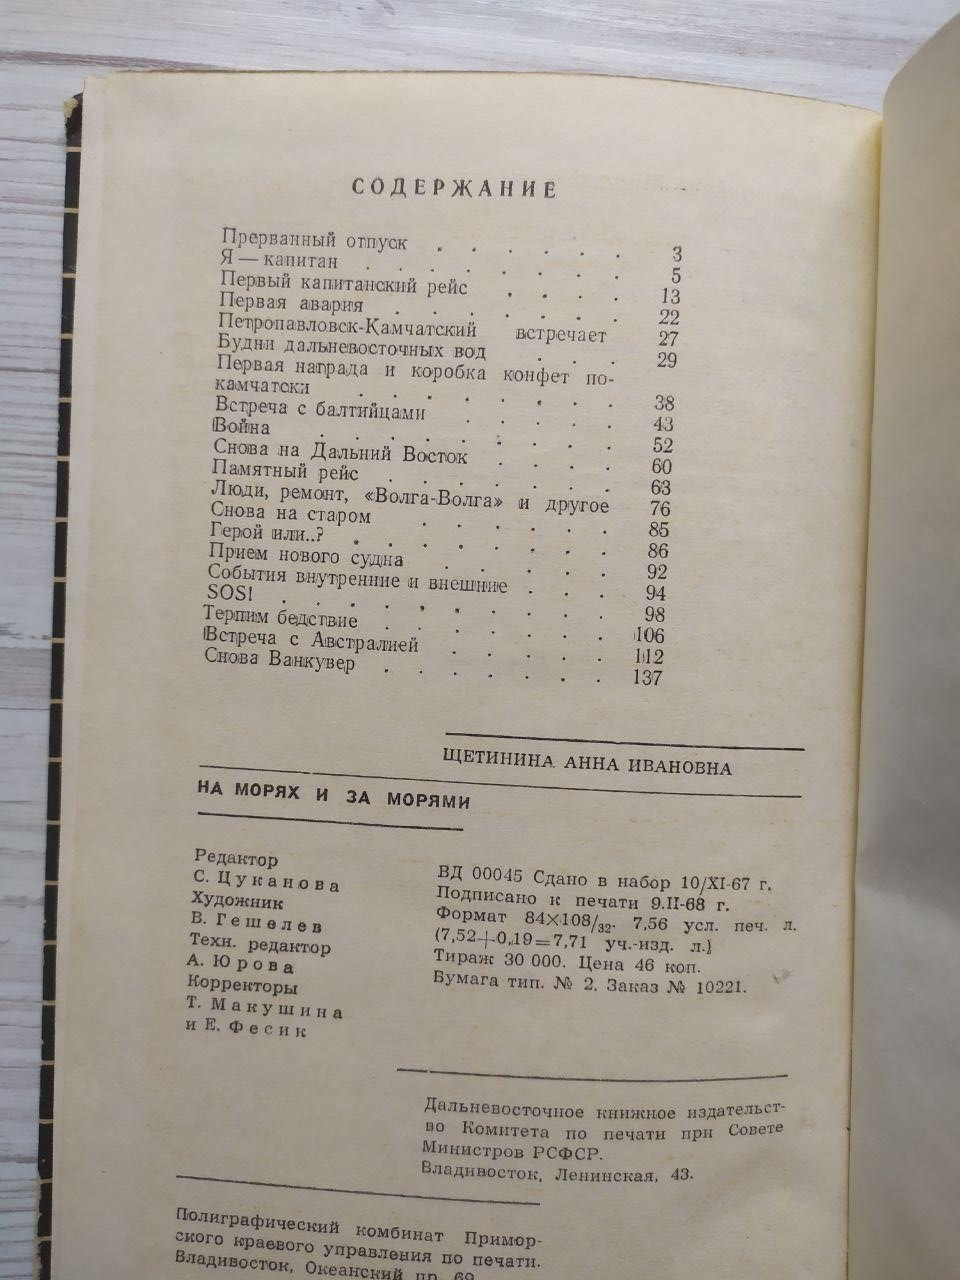 СОДЕРЖАНИЕ
Прерванный отпуск . . . . . . 3
Я — капитан . . . . . . . . 5
Первый капитанский рейс . . . . 13
Первая авария . . . . . . . 22
Петропавловск-Камчатский встречает 27
Будни дальневосточных вод . . . 29
Первая награда и коробка конфет по-
камчатски . . . . . . . . 38
Встреча с балтийцами . . . . . 43
Война . . . . . . . . . 52
Снова на Дальний Восток . . . . 60
Памятный рейс . . . . . . . 63
Люди, ремонт, «Волга-Волга» и другое 76
Снова на старом . . . . . . 85
Герой или..? . . . . . . . 86
Прием нового судна . . . . . 92
События внутренние и внешние . . . 94
SOS! . . . . . . . . . 98
Терпим бедствие . . . . . . 106
Встреча с Австралией . . . . . 112
Снова Ванкувер . . . . . . . 137
ЩЕТИНИНА АННА ИВАНОВНА
НА МОРЯХ И ЗА МОРЯМИ
Редактор
С. Цуканова
Художник
В. Гешелев
Техн. редактор
А. Юрова
Корректоры
Т. Макушина
и Е. Фесик
ВД 00045 Сдано в набор 10/XI-67 г.
Подписано к печати 9.II-68 г.
Формат 84×108/32. 7,56 усл. печ. л.
(7,52+0,19=7,71 уч.-изд. л.)
Тираж 30 000. Цена 46 коп.
Бумага тип. № 2. Заказ № 10221.
Дальневосточное книжное издательст-
во Комитета по печати при Совете
Министров РСФСР.
Владивосток, Ленинская, 43.
Полиграфический комбинат Примор-
ского краевого управления по печати.
Владивосток, Океанский пр. 69